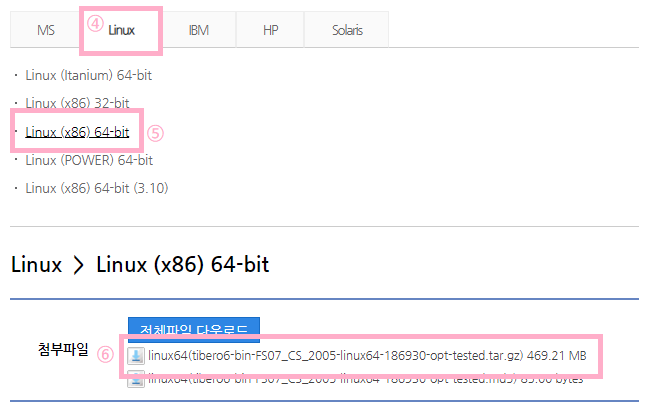 MS ④ Linux IBM HP Solaris
· Linux (Itanium) 64-bit
· Linux (x86) 32-bit
· Linux (x86) 64-bit ⑤
· Linux (POWER) 64-bit
· Linux (x86) 64-bit (3.10)
Linux > Linux (x86) 64-bit
전체파일 다운로드
첨부파일 ⑥ linux64(tibero6-bin-FS07_CS_2005-linux64-186930-opt-tested.tar.gz) 469.21 MB
linux64(tibero6-bin-FS07_CS_2005-linux64-186930-opt-tested.md5) 85.00 bytes